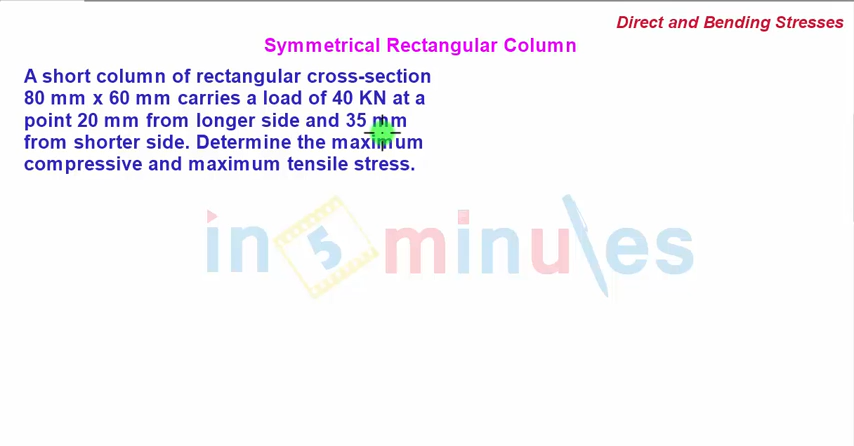 Direct and Bending Stresses
Symmetrical Rectangular Column
A short column of rectangular cross-section
80 mm x 60 mm carries a load of 40 KN at a
point 20 mm from longer side and 35 mm
from shorter side. Determine the maximum
compressive and maximum tensile stress.
in 5 minutes